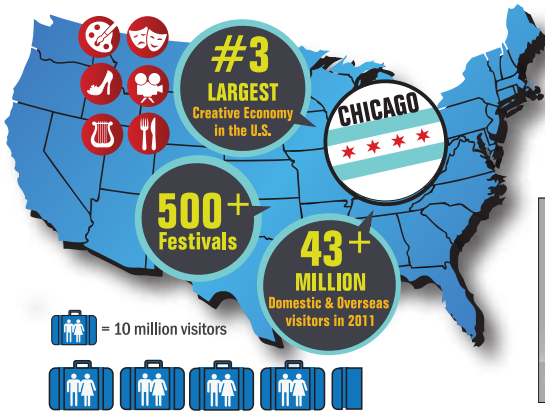 #3
LARGEST
Creative Economy
in the U.S.
CHICAGO
500+
Festivals
43+
MILLION
Domestic & Overseas
visitors in 2011
= 10 million visitors